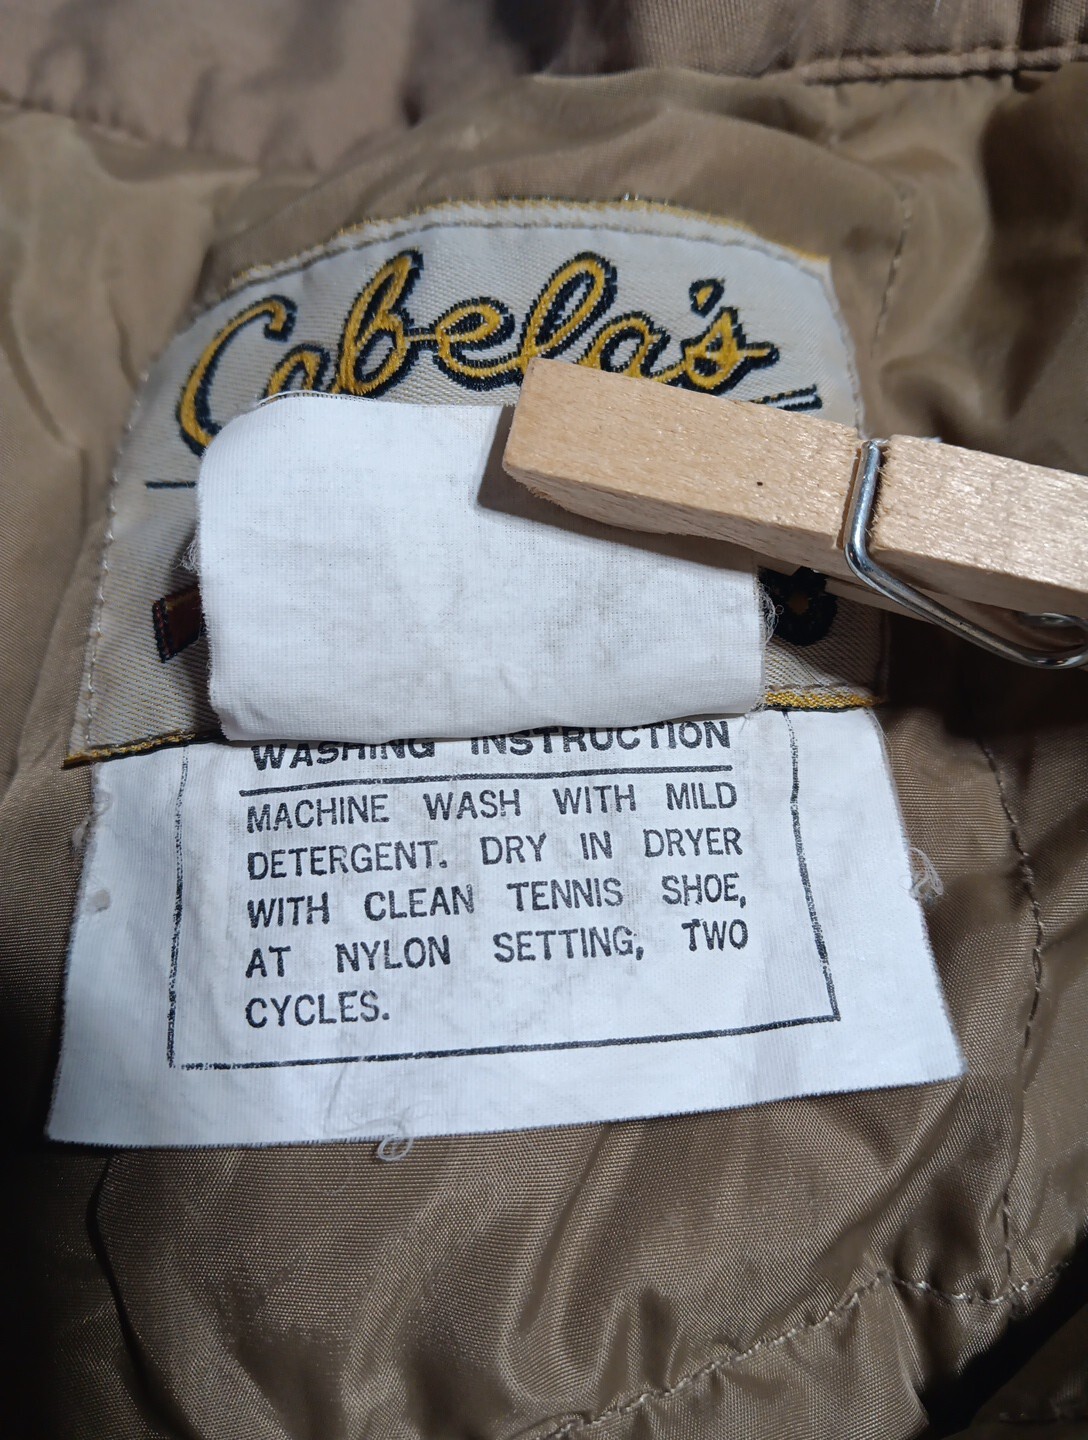 Cabela's
WASHING INSTRUCTION
MACHINE WASH WITH MILD
DETERGENT. DRY IN DRYER
WITH CLEAN TENNIS SHOE,
AT NYLON SETTING, TWO
CYCLES.